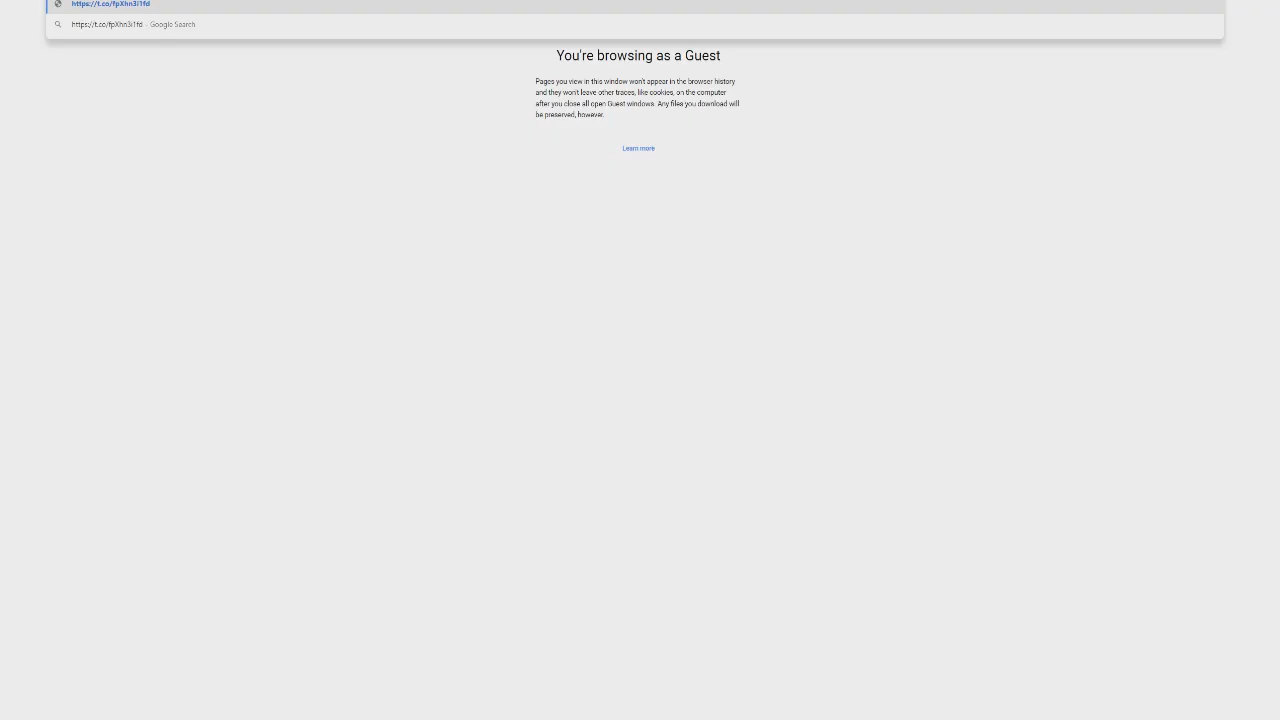 https://t.co/fpXhn3i1fd
https://t.co/fpXhn3i1fd - Google Search
You're browsing as a Guest
Pages you view in this window won't appear in the browser history
and they won't leave other traces, like cookies, on the computer
after you close all open Guest windows. Any files you download will
be preserved, however.
Learn more